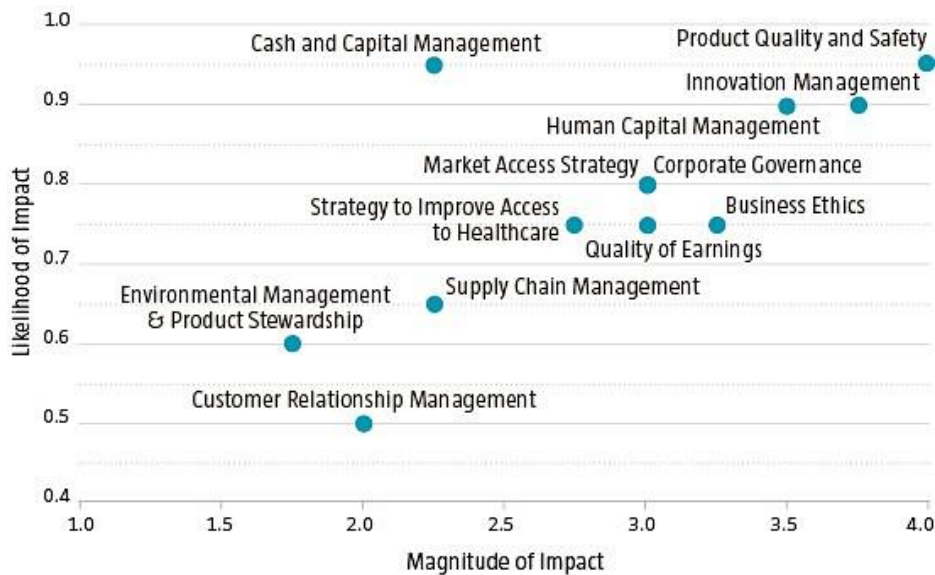 1.0
Cash and Capital Management
Product Quality and Safety
Innovation Management
0.9
Human Capital Management
Market Access Strategy
Corporate Governance
0.8
Strategy to Improve Access
to Healthcare
Business Ethics
Quality of Earnings
0.7
Supply Chain Management
Environmental Management
& Product Stewardship
0.6
Customer Relationship Management
0.5
0.4
Likelihood of Impact
1.0
2.0
2.5
3.0
3.5
4.0
Magnitude of Impact